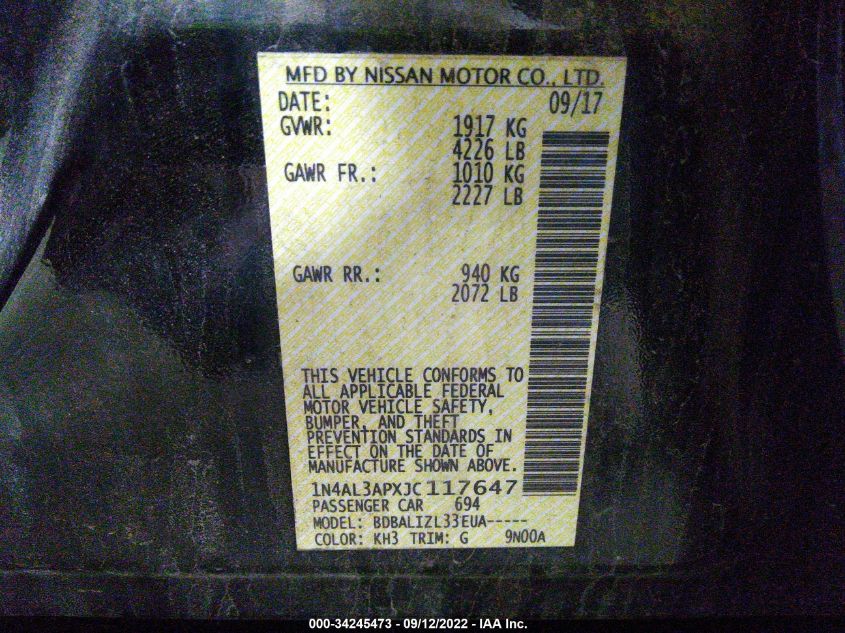 MFD BY NISSAN MOTOR CO., LTD.
DATE: 09/17
GVWR: 1917 KG
4226 LB
GAWR FR.: 1010 KG
2227 LB
GAWR RR.: 940 KG
2072 LB
THIS VEHICLE CONFORMS TO
ALL APPLICABLE FEDERAL
MOTOR VEHICLE SAFETY,
BUMPER, AND THEFT
PREVENTION STANDARDS IN
EFFECT ON THE DATE OF
MANUFACTURE SHOWN ABOVE.
1N4AL3APXJC117647
PASSENGER CAR 694
MODEL: BDBALIZL33EUA-----
COLOR: KH3 TRIM: G 9N00A
000-34245473 - 09/12/2022 - IAA Inc.